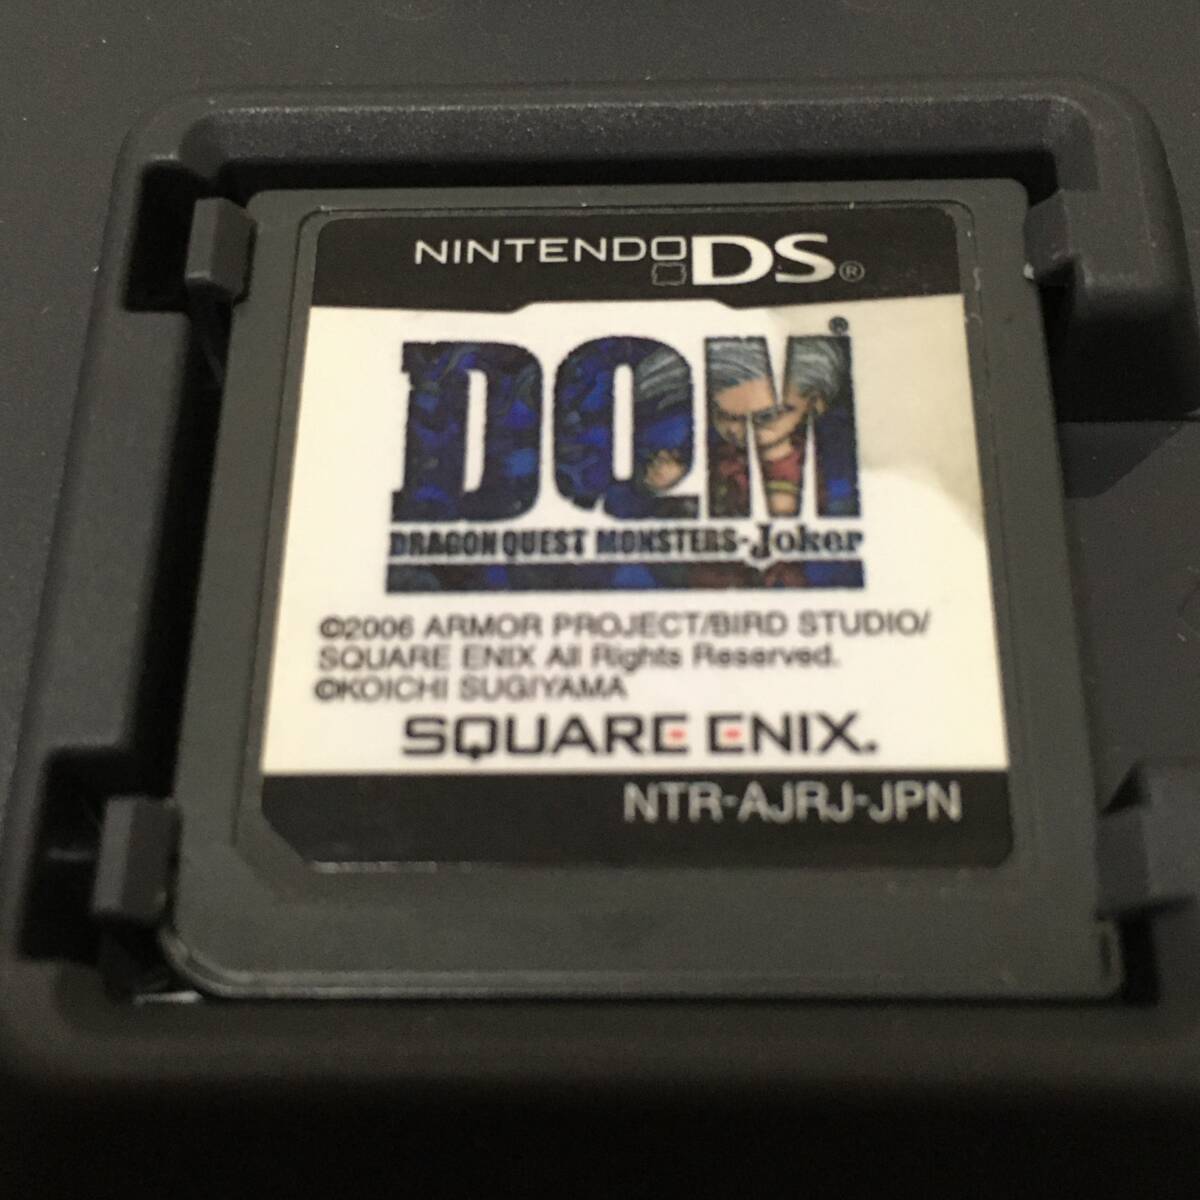 NINTENDO DS®
DQM®
DRAGON QUEST MONSTERS-Joker
©2006 ARMOR PROJECT/BIRD STUDIO/
SQUARE ENIX All Rights Reserved.
©KOICHI SUGIYAMA
SQUARE ENIX.
NTR-AJRJ-JPN